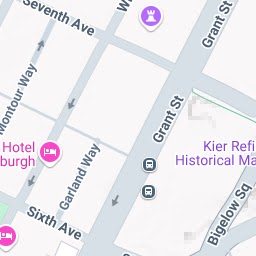 Seventh Ave
W
Grant St
Montour Way
Kier Refi
Historical Ma
Grant St
Hotel
burgh
Garland Way
Bigelow Sq
Sixth Ave